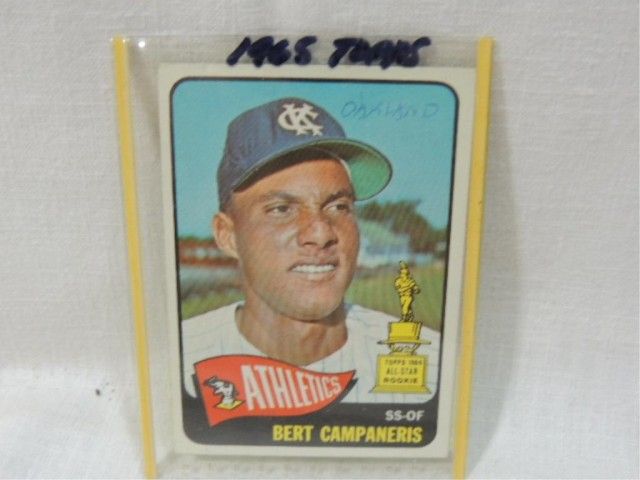 1965 TOPPS
OAKLAND
KC
TOPPS 1964
ALL-STAR
ROOKIE
ATHLETICS
SS-OF
BERT CAMPANERIS